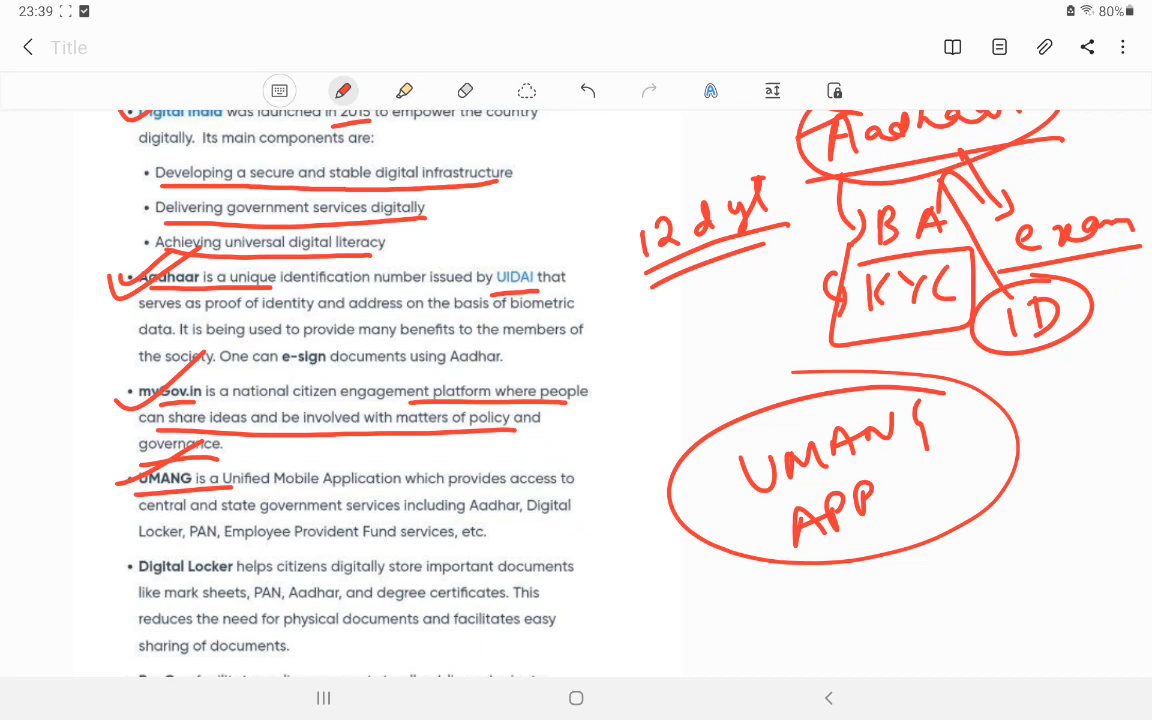 23:39
80%
Title
Digital India was launched in 2015 to empower the country
digitally. Its main components are:
• Developing a secure and stable digital infrastructure
• Delivering government services digitally
• Achieving universal digital literacy
• Aadhaar is a unique identification number issued by UIDAI that
serves as proof of identity and address on the basis of biometric
data. It is being used to provide many benefits to the members of
the society. One can e-sign documents using Aadhar.
• myGov.in is a national citizen engagement platform where people
can share ideas and be involved with matters of policy and
governance.
• UMANG is a Unified Mobile Application which provides access to
central and state government services including Aadhar, Digital
Locker, PAN, Employee Provident Fund services, etc.
• Digital Locker helps citizens digitally store important documents
like mark sheets, PAN, Aadhar, and degree certificates. This
reduces the need for physical documents and facilitates easy
sharing of documents.
Aadhaar
12 dgt
BA
exam
KYC
ID
UMANG
APP